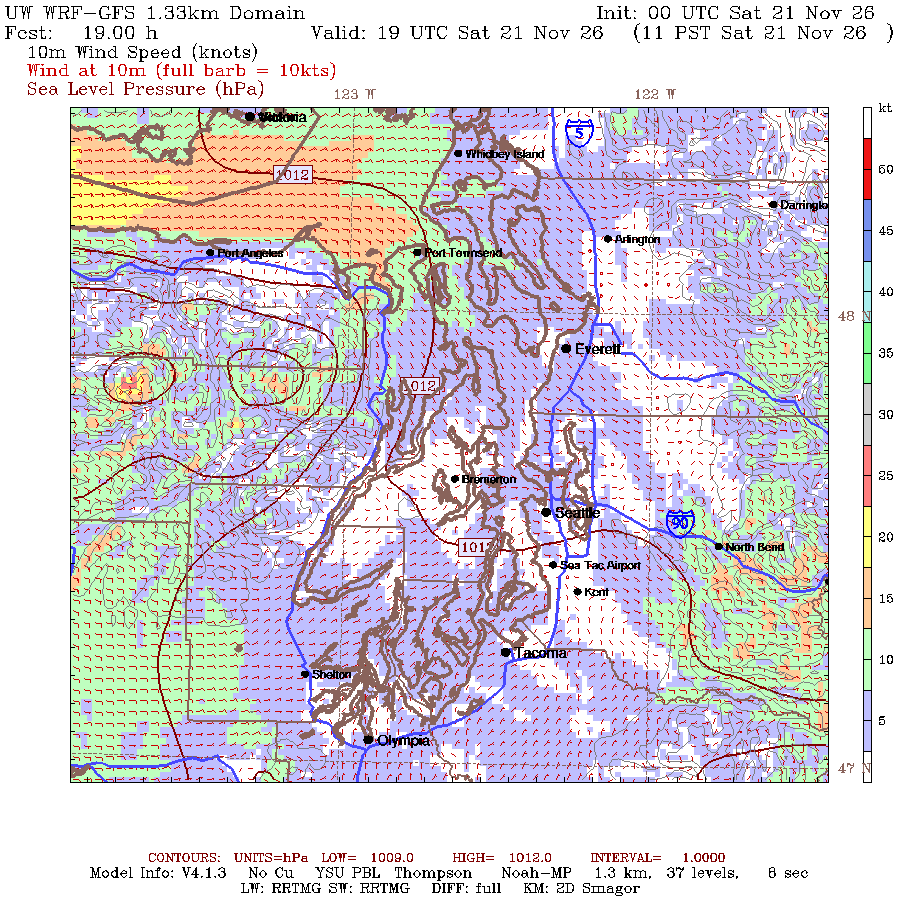 UW WRF-GFS 1.33km Domain Init: 00 UTC Sat 21 Nov 26
Fcst: 19.00 h Valid: 19 UTC Sat 21 Nov 26 (11 PST Sat 21 Nov 26 )
10m Wind Speed (knots)
Wind at 10m (full barb = 10kts)
Sea Level Pressure (hPa)
123 W 122 W
kt
Victoria
5
Whidbey Island
60
1012
Darringto
45
Arlington
Port Angeles
Port Townsend
40
48 N
Everett
35
1012
30
Bremerton
25
Seattle
90
20
1012
North Bend
Sea Tac Airport
Kent
15
Tacoma
10
Shelton
5
Olympia
47 N
CONTOURS: UNITS=hPa LOW= 1009.0 HIGH= 1012.0 INTERVAL= 1.0000
Model Info: V4.1.3 No Cu YSU PBL Thompson Noah-MP 1.3 km, 37 levels, 8 sec
LW: RRTMG SW: RRTMG DIFF: full KM: 2D Smagor